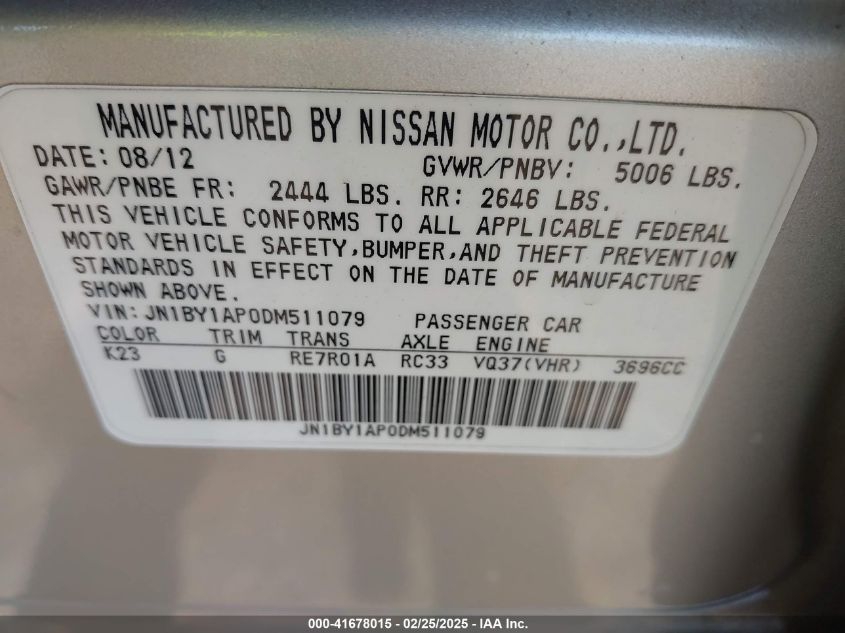 MANUFACTURED BY NISSAN MOTOR CO.,LTD.
DATE: 08/12 GVWR/PNBV: 5006 LBS.
GAWR/PNBE FR: 2444 LBS. RR: 2646 LBS.
THIS VEHICLE CONFORMS TO ALL APPLICABLE FEDERAL
MOTOR VEHICLE SAFETY,BUMPER,AND THEFT PREVENTION
STANDARDS IN EFFECT ON THE DATE OF MANUFACTURE
SHOWN ABOVE.
VIN: JN1BY1AP0DM511079 PASSENGER CAR
COLOR TRIM TRANS AXLE ENGINE
K23 G RE7R01A RC33 VQ37(VHR) 3696CC
JN1BY1AP0DM511079
000-41678015 - 02/25/2025 - IAA Inc.